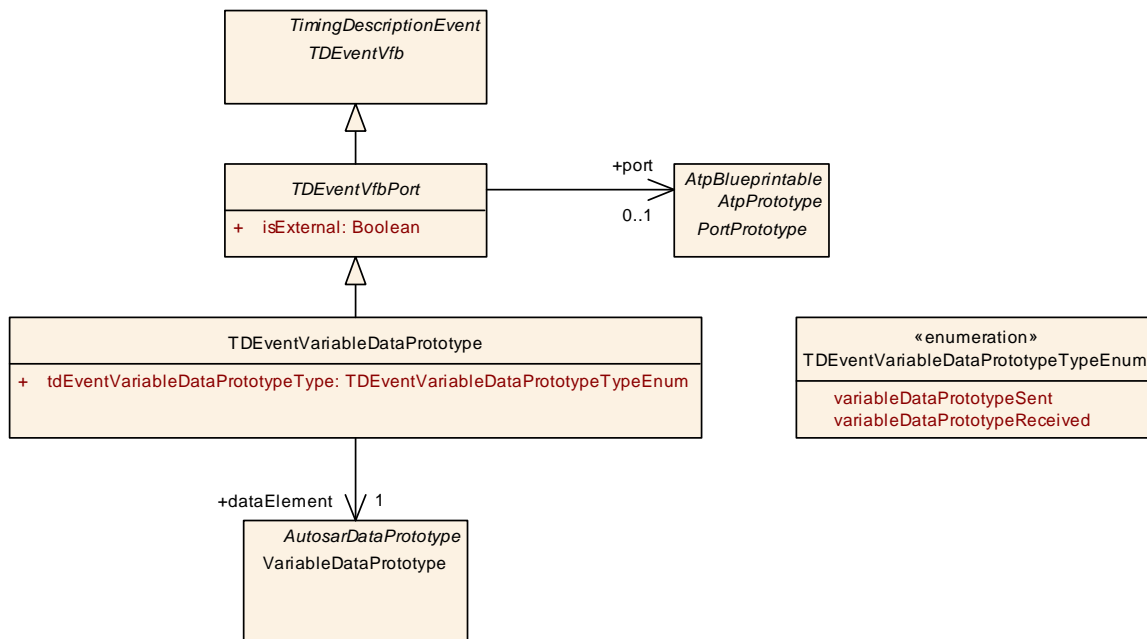 TimingDescriptionEvent
TDEventVfb
TDEventVfbPort
+ isExternal: Boolean
+port
0..1
AtpBlueprintable
AtpPrototype
PortPrototype
TDEventVariableDataPrototype
+ tdEventVariableDataPrototypeType: TDEventVariableDataPrototypeTypeEnum
«enumeration»
TDEventVariableDataPrototypeTypeEnum
variableDataPrototypeSent
variableDataPrototypeReceived
+dataElement 1
AutosarDataPrototype
VariableDataPrototype